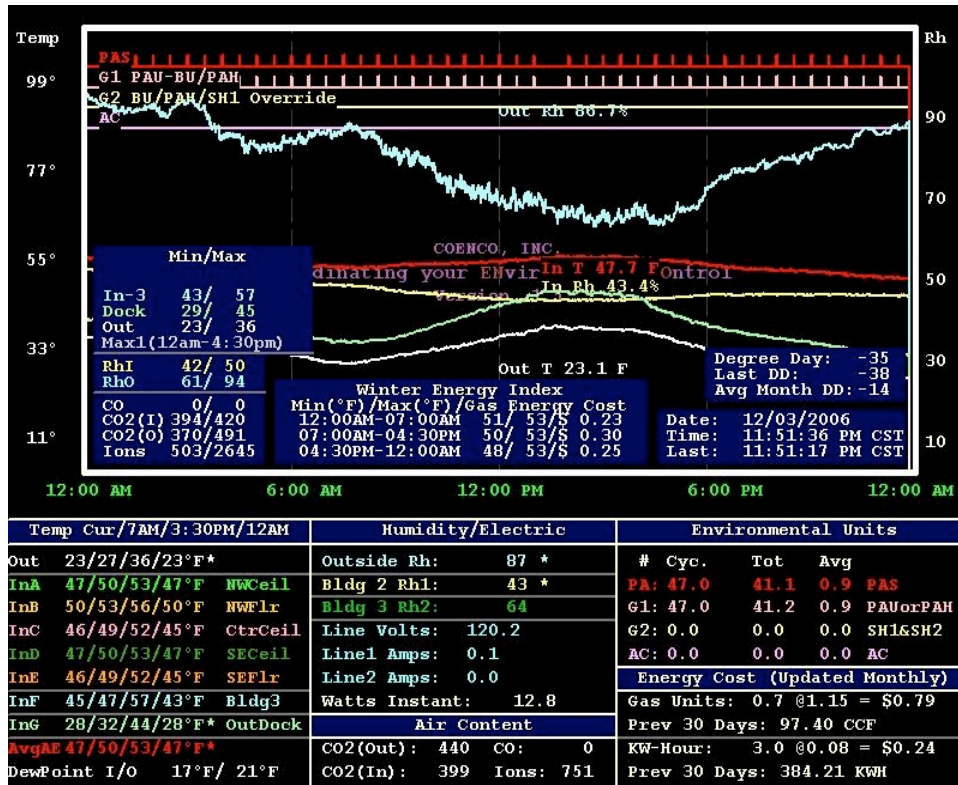 Temp Rh
PAS
99°
G1 PAU-BU/PAH
G2 BU/PAH/SH1 Override
Out Rh 86.7%
AC
90
77°
70
COENCO, INC.
55°
Min/Max
In T 47.7 F
dinating your ENvir Ontrol
50
In Rh 43.4%
In-3 43/ 57
Dock 29/ 45
Out 23/ 36
Max1(12am-4:30pm)
33°
30
RhI 42/ 50
RhO 61/ 94
Out T 23.1 F
Degree Day: -35
Last DD: -38
Avg Month DD:-14
Winter Energy Index
Min(°F)/Max(°F)/Gas Energy Cost
12:00AM-07:00AM 51/ 53/$ 0.23
07:00AM-04:30PM 50/ 53/$ 0.30
04:30PM-12:00AM 48/ 53/$ 0.25
CO 0/ 0
CO2(I) 394/420
CO2(O) 370/491
Ions 503/2645
Date: 12/03/2006
Time: 11:51:36 PM CST
Last: 11:51:17 PM CST
11°
10
12:00 AM 6:00 AM 12:00 PM 6:00 PM 12:00 AM
Temp Cur/7AM/3:30PM/12AM
Out 23/27/36/23°F*
InA 47/50/53/47°F NWCeil
InB 50/53/56/50°F NWFlr
InC 46/49/52/45°F CtrCeil
InD 47/50/53/47°F SECeil
InE 46/49/52/45°F SEFlr
InF 45/47/57/43°F Bldg3
InG 28/32/44/28°F* OutDock
AvgAE 47/50/53/47°F*
DewPoint I/O 17°F/ 21°F
Humidity/Electric
Outside Rh: 87 *
Bldg 2 Rh1: 43 *
Bldg 3 Rh2: 64
Line Volts: 120.2
Line1 Amps: 0.1
Line2 Amps: 0.0
Watts Instant: 12.8
Air Content
CO2(Out): 440 CO: 0
CO2(In): 399 Ions: 751
Environmental Units
# Cyc. Tot Avg
PA: 47.0 41.1 0.9 PAS
G1: 47.0 41.2 0.9 PAUorPAH
G2: 0.0 0.0 0.0 SH1&SH2
AC: 0.0 0.0 0.0 AC
Energy Cost (Updated Monthly)
Gas Units: 0.7 @1.15 = $0.79
Prev 30 Days: 97.40 CCF
KW-Hour: 3.0 @0.08 = $0.24
Prev 30 Days: 384.21 KWH